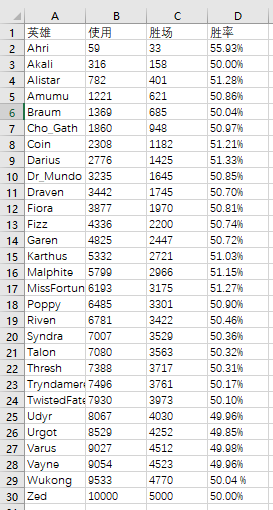 A B C D
1 英雄 使用 胜场 胜率
2 Ahri 59 33 55.93%
3 Akali 316 158 50.00%
4 Alistar 782 401 51.28%
5 Amumu 1221 621 50.86%
6 Braum 1369 685 50.04%
7 Cho_Gath 1860 948 50.97%
8 Coin 2308 1182 51.21%
9 Darius 2776 1425 51.33%
10 Dr_Mundo 3235 1645 50.85%
11 Draven 3442 1745 50.70%
12 Fiora 3877 1970 50.81%
13 Fizz 4336 2200 50.74%
14 Garen 4825 2447 50.72%
15 Karthus 5332 2721 51.03%
16 Malphite 5799 2966 51.15%
17 MissFortun 6193 3175 51.27%
18 Poppy 6485 3301 50.90%
19 Riven 6781 3422 50.46%
20 Syndra 7007 3529 50.36%
21 Talon 7080 3563 50.32%
22 Thresh 7388 3717 50.31%
23 Tryndamere 7496 3761 50.17%
24 TwistedFate 7930 3973 50.10%
25 Udyr 8067 4030 49.96%
26 Urgot 8529 4252 49.85%
27 Varus 9027 4512 49.98%
28 Vayne 9054 4523 49.96%
29 Wukong 9533 4770 50.04 %
30 Zed 10000 5000 50.00%